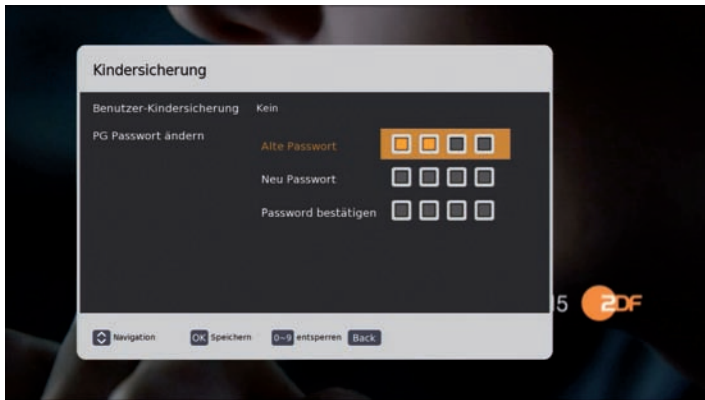 Kindersicherung
Benutzer-Kindersicherung Kein
PG Passwort ändern
Alte Passwort
Neu Passwort
Password bestätigen
15 ZDF
Navigation OK Speichern 0~9 entsperren Back